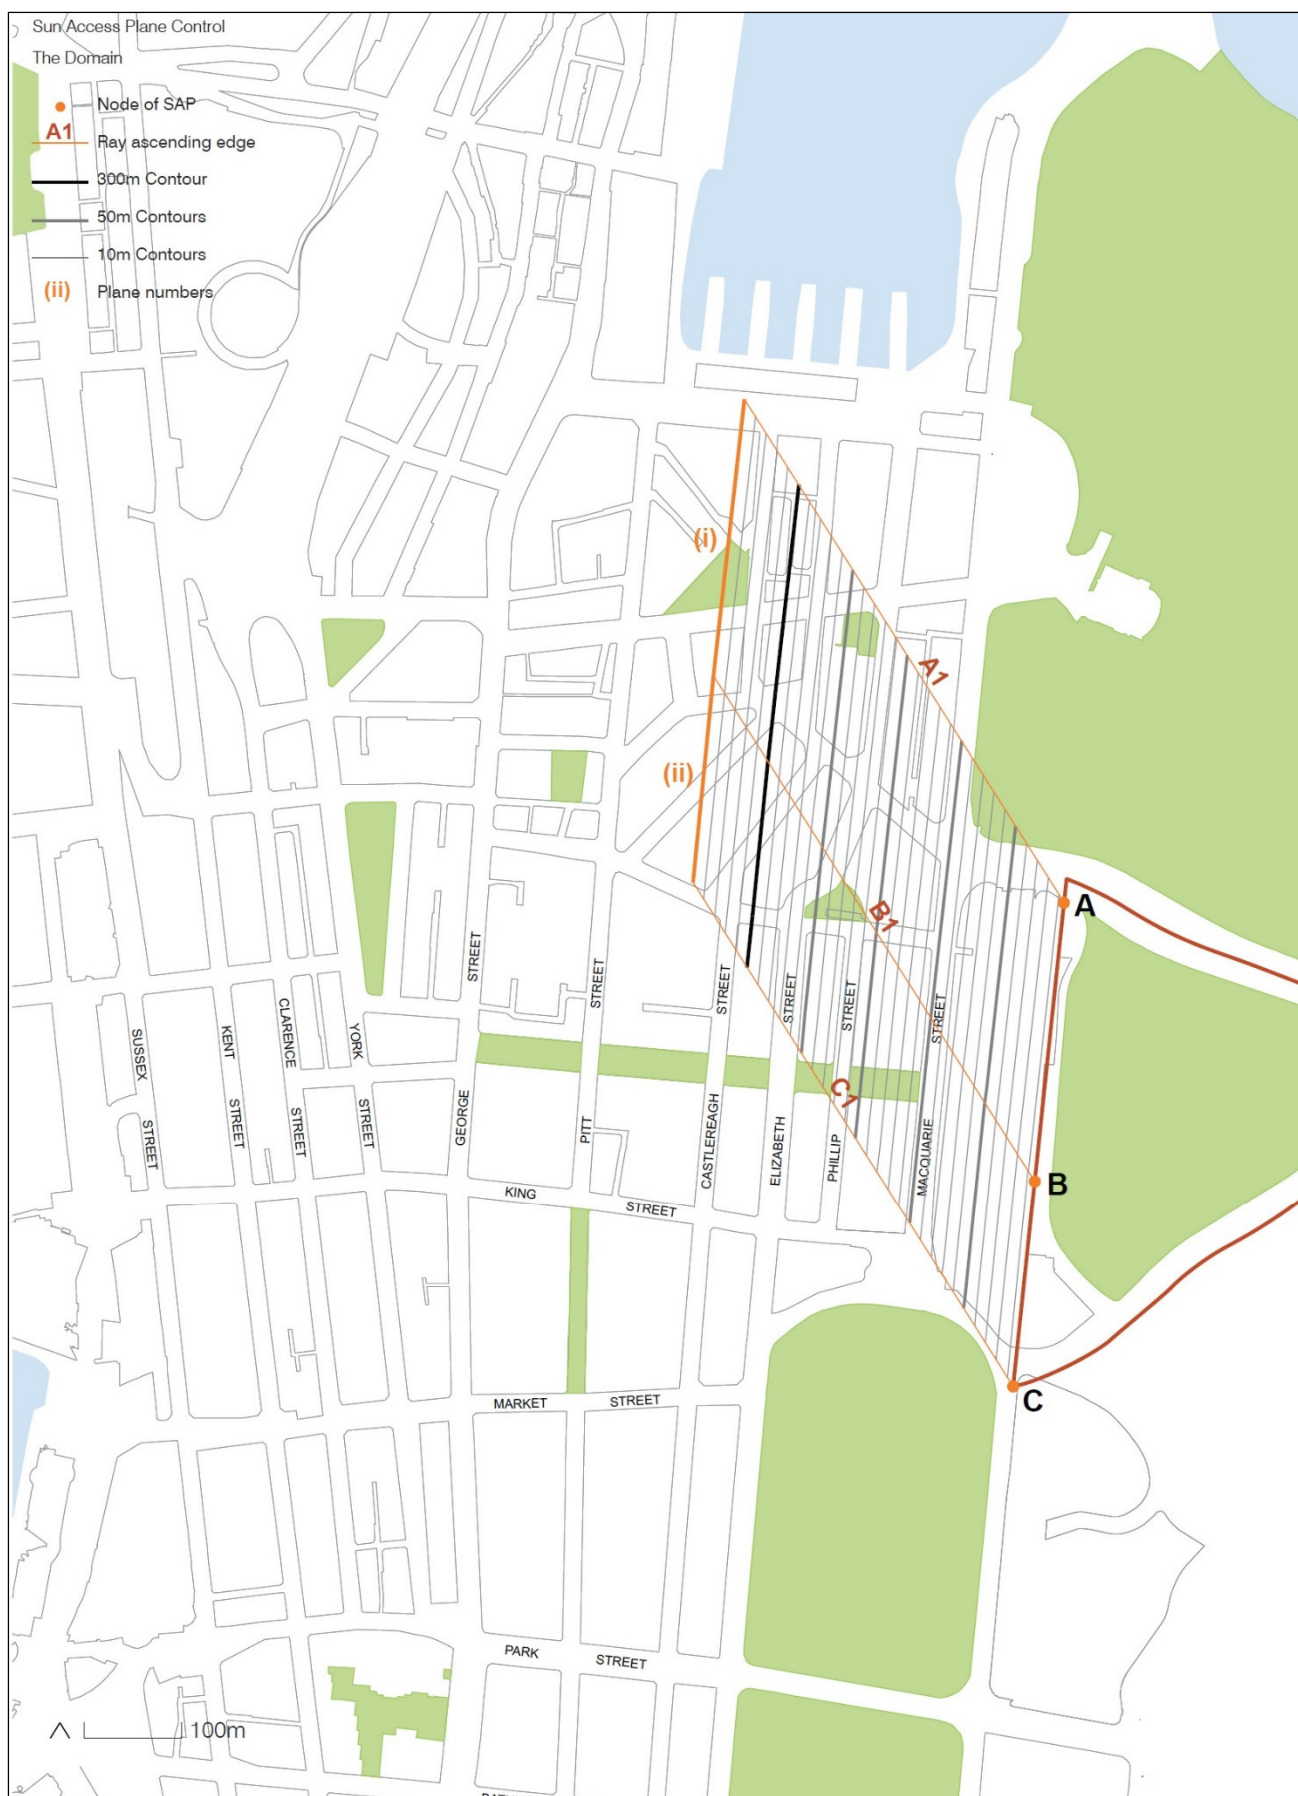 Sun Access Plane Control
The Domain
Node of SAP
A1
Ray ascending edge
300m Contour
50m Contours
10m Contours
(ii)
Plane numbers
(i)
(ii)
A1
A
B1
B
C1
C
STREET
STREET
STREET
STREET
STREET
STREET
SUSSEX
STREET
KENT
STREET
CLARENCE
STREET
YORK
STREET
GEORGE
PITT
CASTLEREAGH
ELIZABETH
PHILLIP
MACQUARIE
KING
STREET
MARKET
STREET
PARK
STREET
100m